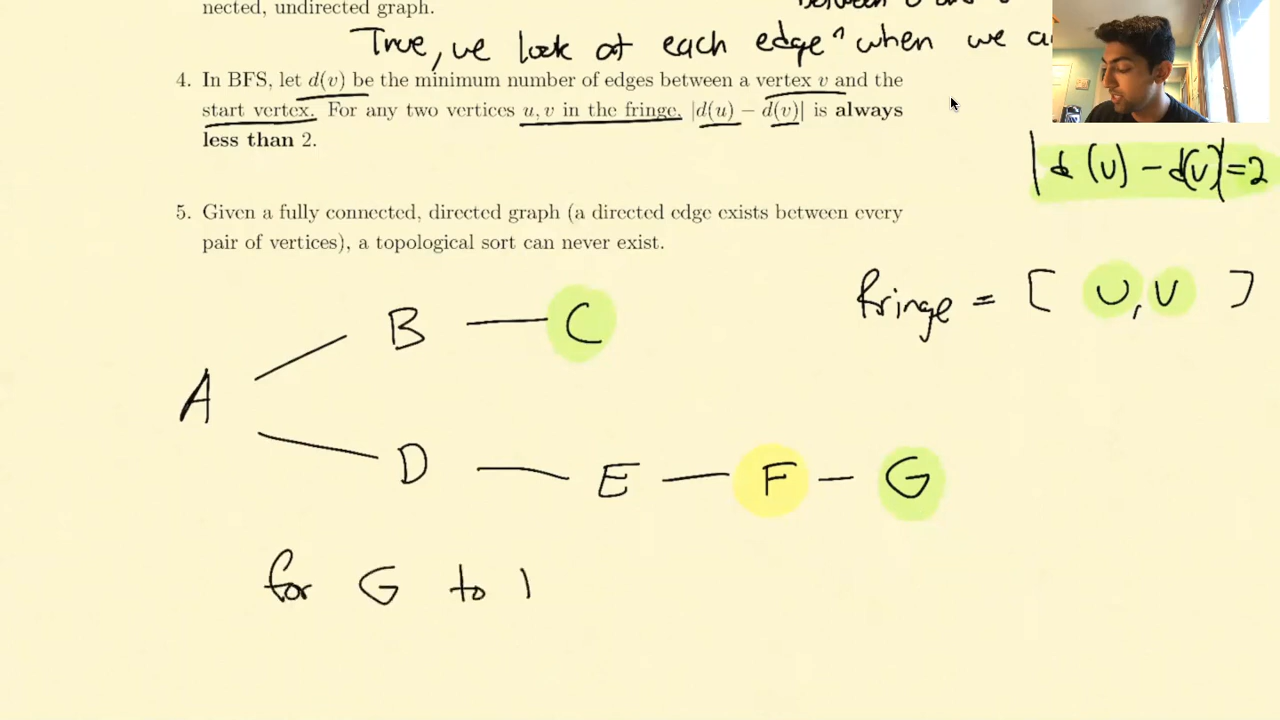 nected, undirected graph.
True, we look at each edge ^ when we
4. In BFS, let d(v) be the minimum number of edges between a vertex v and the
start vertex. For any two vertices u, v in the fringe, |d(u) − d(v)| is always
less than 2.
|d(u) - d(v)| = 2
5. Given a fully connected, directed graph (a directed edge exists between every
pair of vertices), a topological sort can never exist.
fringe = [ U, V ]
B — C
A
D — E — F — G
for G to